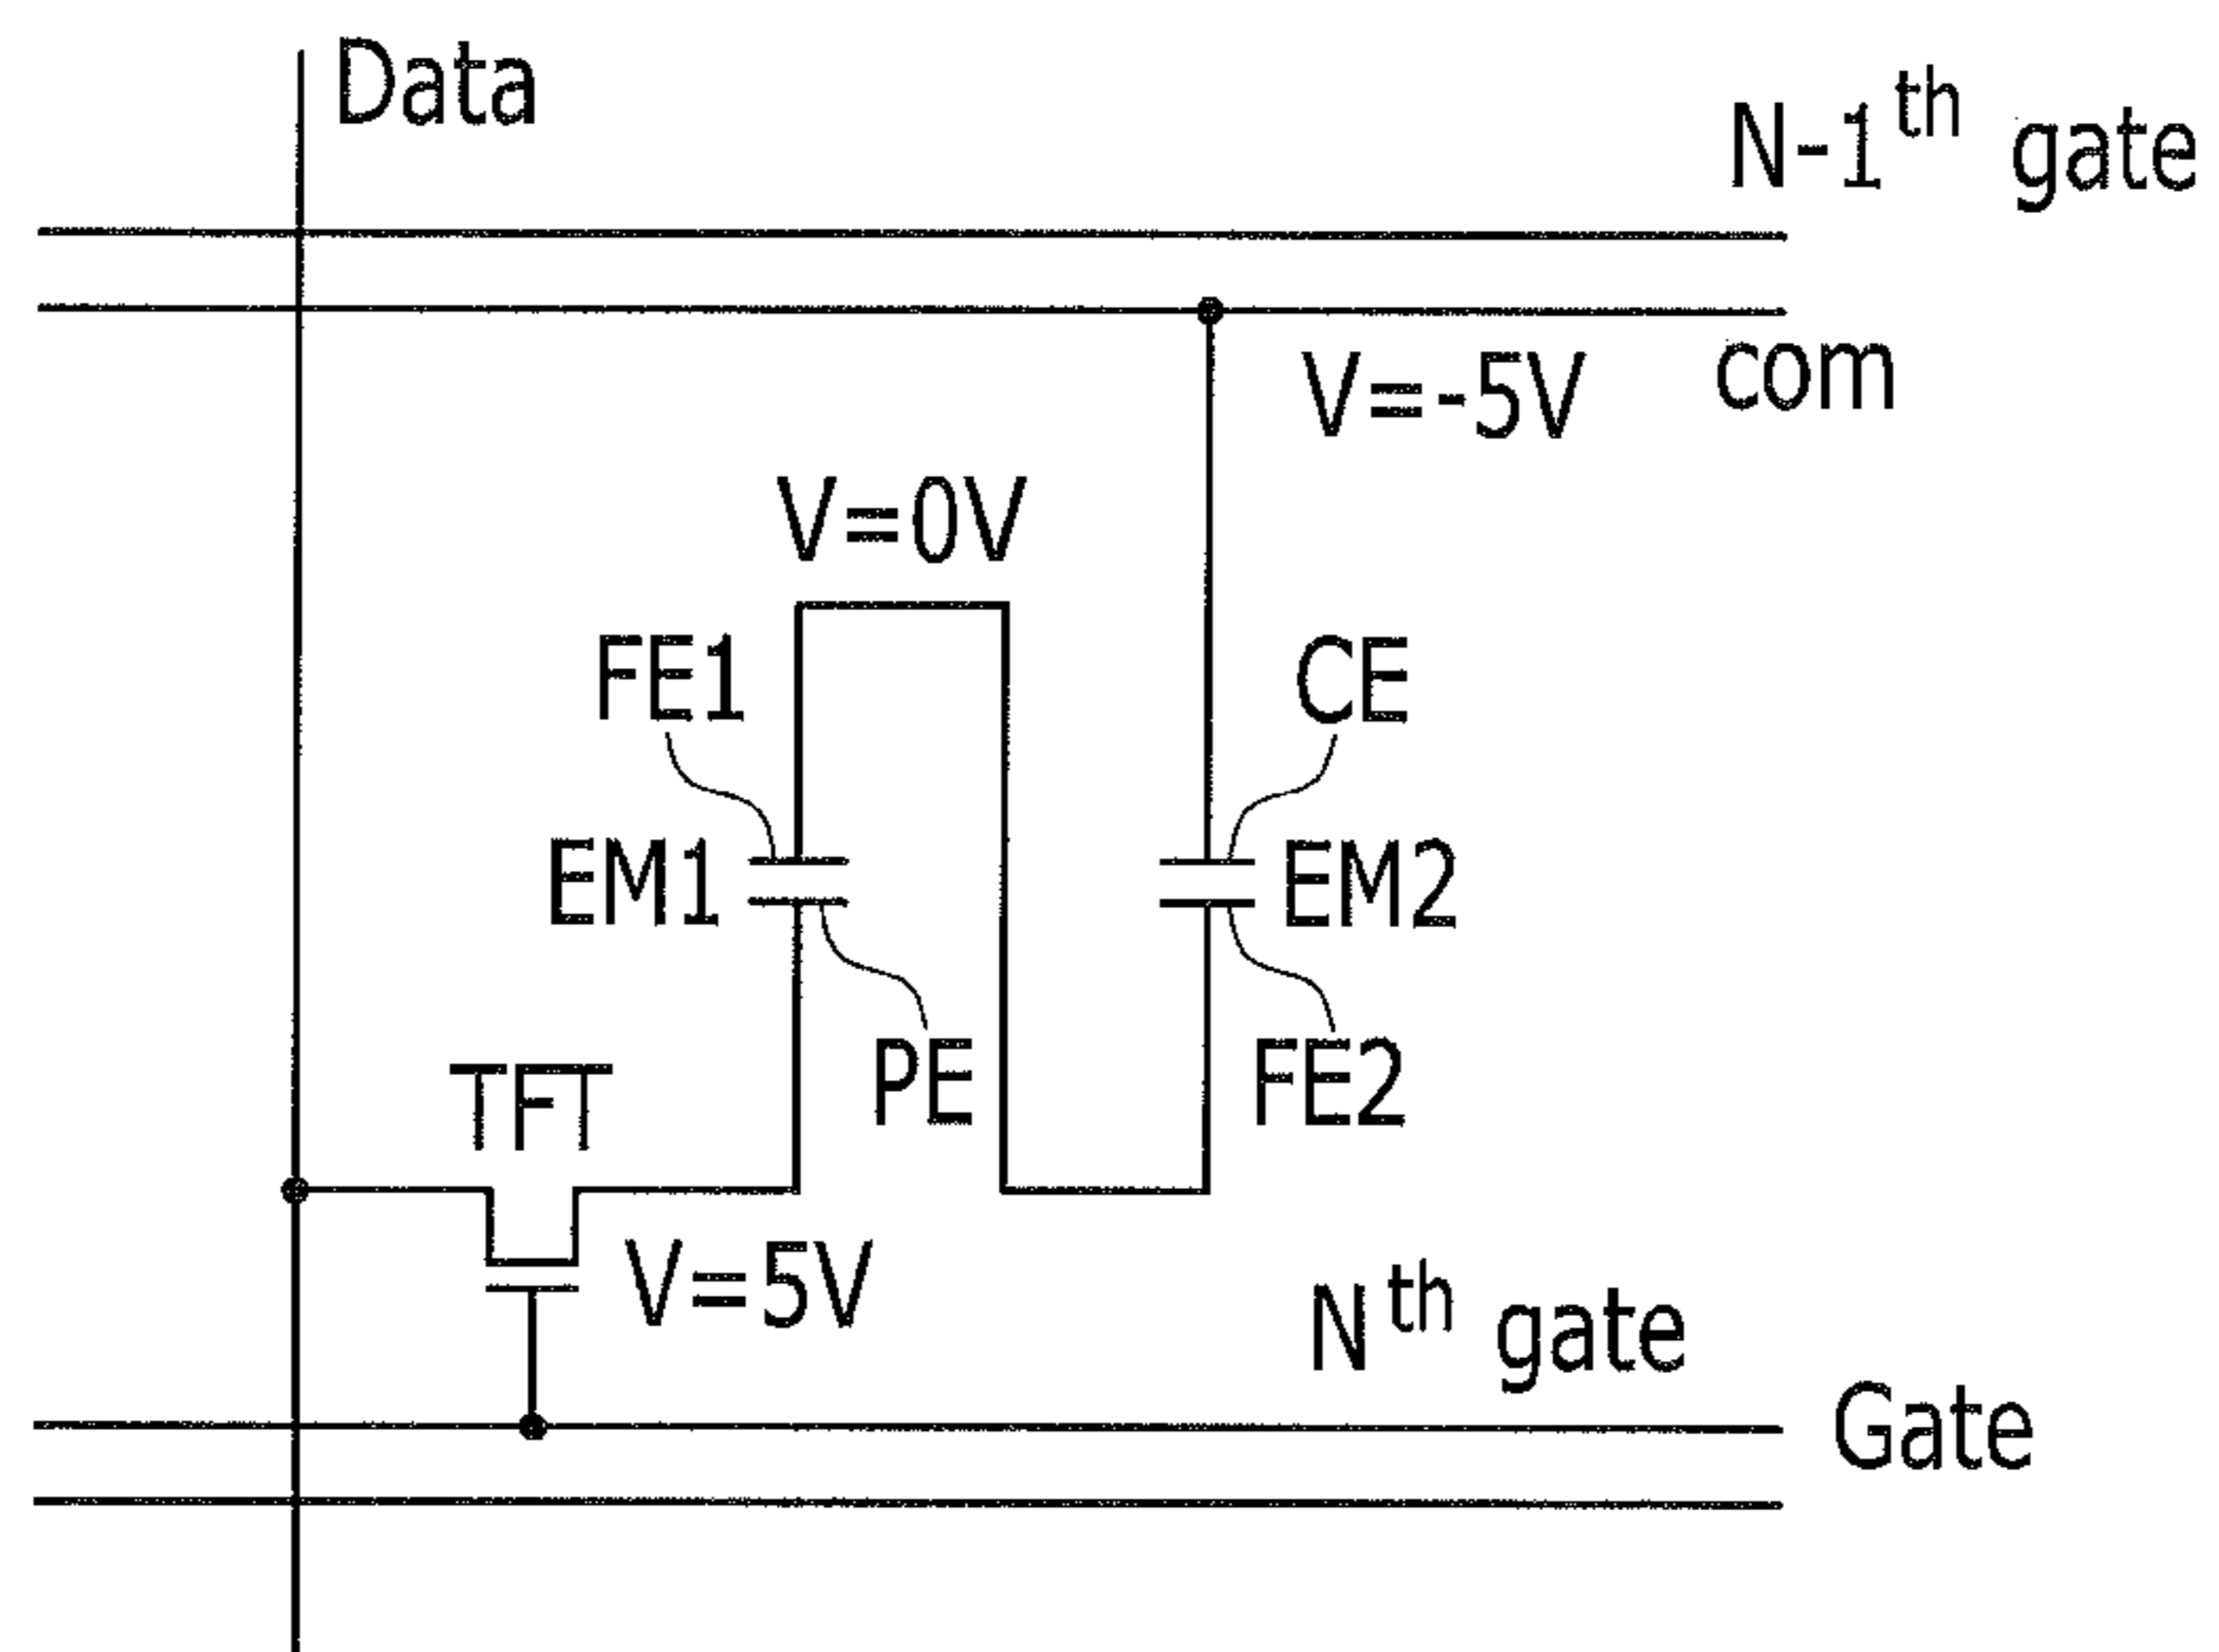 Data
N-1th gate
com
V=-5V
V=0V
FE1
CE
EM1
EM2
PE
FE2
TFT
V=5V
Nth gate
Gate